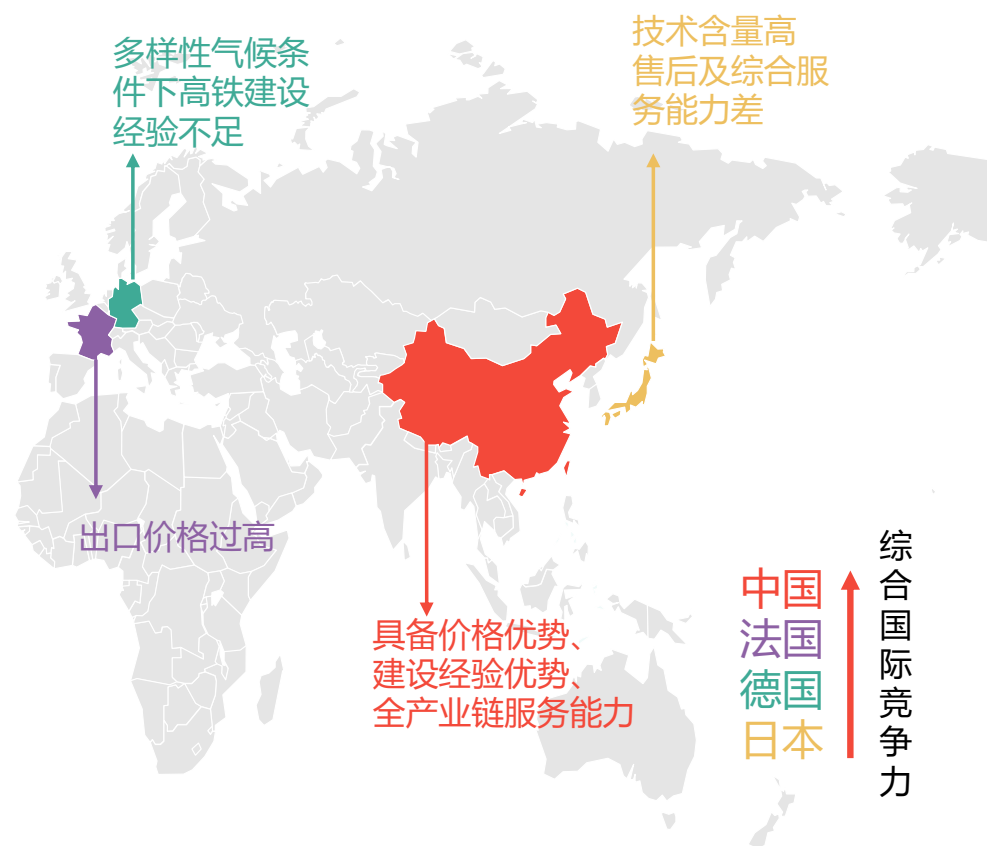 多样性气候条
件下高铁建设
经验不足
技术含量高
售后及综合服
务能力差
出口价格过高
具备价格优势、
建设经验优势、
全产业链服务能力
中国
法国
德国
日本
综合国际竞争力